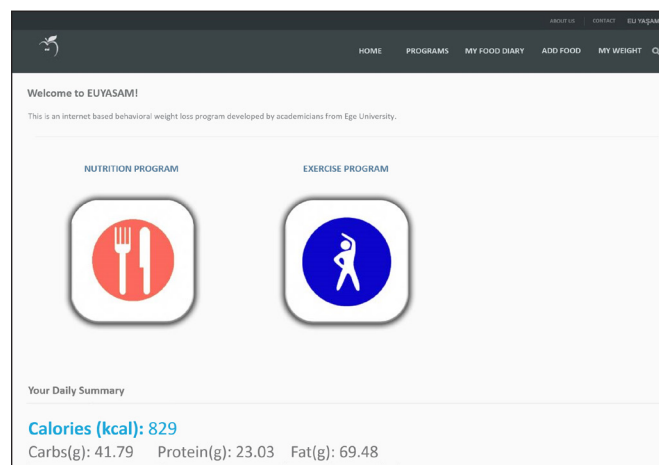 ABOUT US CONTACT EU YAŞAM
HOME PROGRAMS MY FOOD DIARY ADD FOOD MY WEIGHT
Welcome to EUYASAM!
This is an internet based behavioral weight loss program developed by academicians from Ege University.
NUTRITION PROGRAM EXERCISE PROGRAM
Your Daily Summary
Calories (kcal): 829
Carbs(g): 41.79 Protein(g): 23.03 Fat(g): 69.48